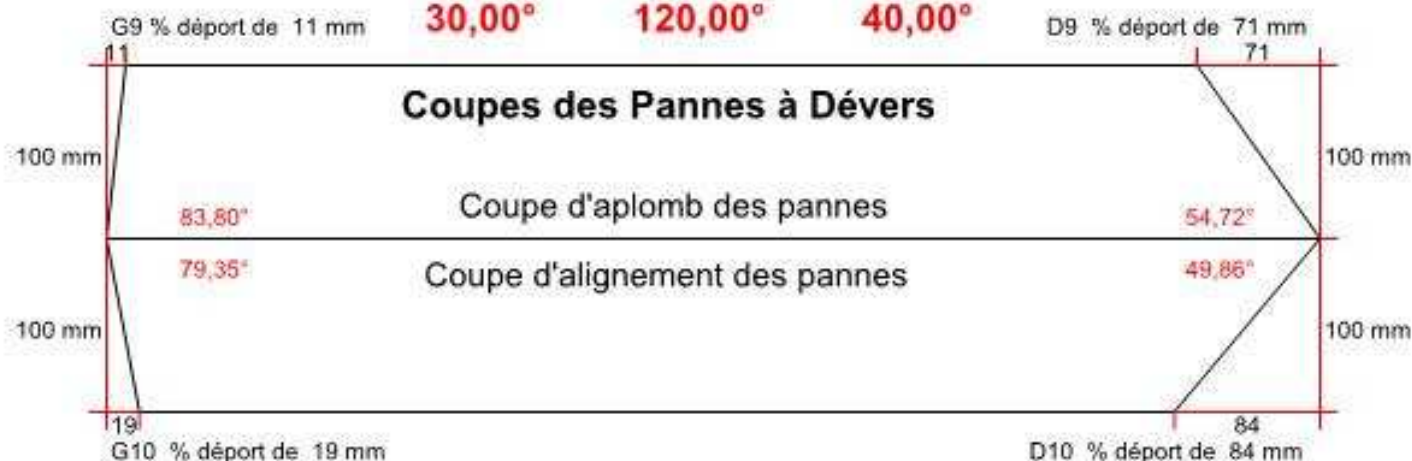 G9 % déport de 11 mm 30,00° 120,00° 40,00° D9 % déport de 71 mm
11 71
Coupes des Pannes à Dévers
100 mm 100 mm
83,80° Coupe d'aplomb des pannes 54,72°
79,35° Coupe d'alignement des pannes 49,86°
100 mm 100 mm
19 84
G10 % déport de 19 mm D10 % déport de 84 mm